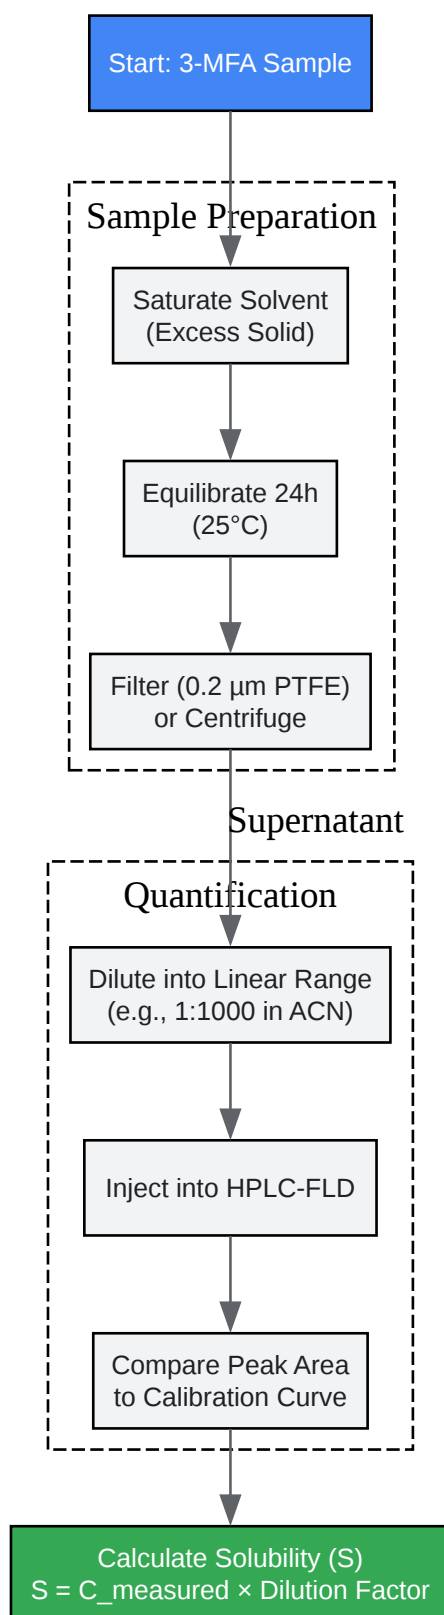 Start: 3-MFA Sample
Sample Preparation
Saturate Solvent
(Excess Solid)
Equilibrate 24h
(25°C)
Filter (0.2 µm PTFE)
or Centrifuge
Supernatant
Quantification
Dilute into Linear Range
(e.g., 1:1000 in ACN)
Inject into HPLC-FLD
Compare Peak Area
to Calibration Curve
Calculate Solubility (S)
S = C_measured × Dilution Factor